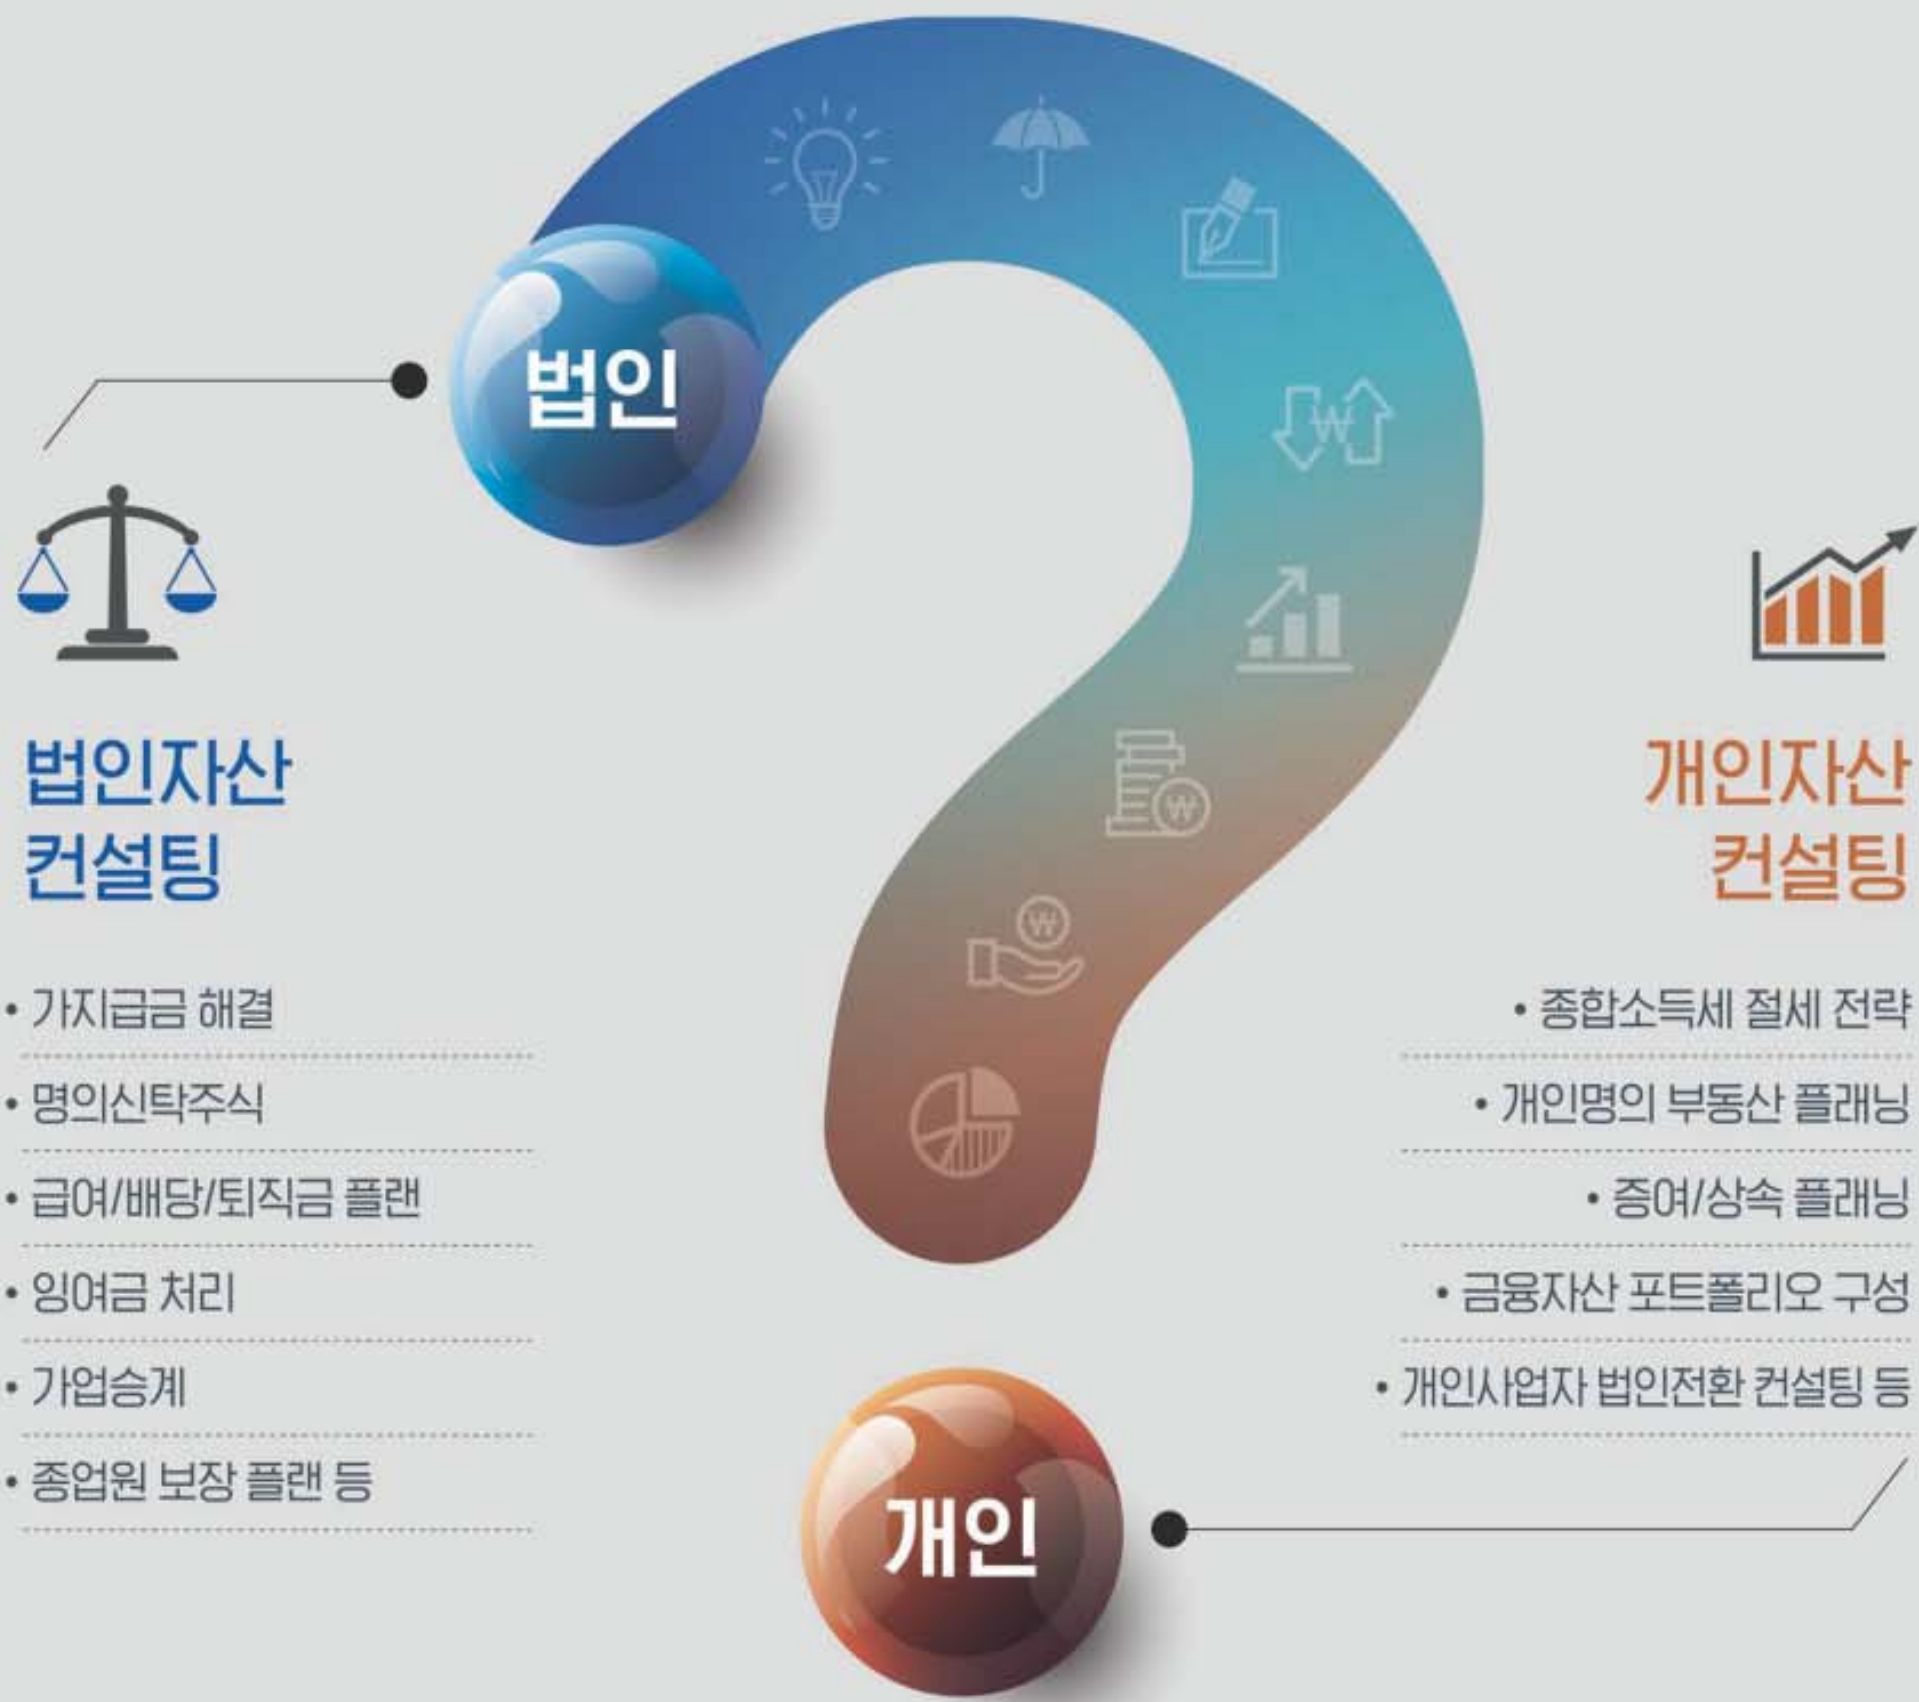 법인
법인자산
컨설팅
• 가지급금 해결
• 명의신탁주식
• 급여/배당/퇴직금 플랜
• 잉여금 처리
• 가업승계
• 종업원 보장 플랜 등
개인자산
컨설팅
• 종합소득세 절세 전략
• 개인명의 부동산 플래닝
• 증여/상속 플래닝
• 금융자산 포트폴리오 구성
• 개인사업자 법인전환 컨설팅 등
개인